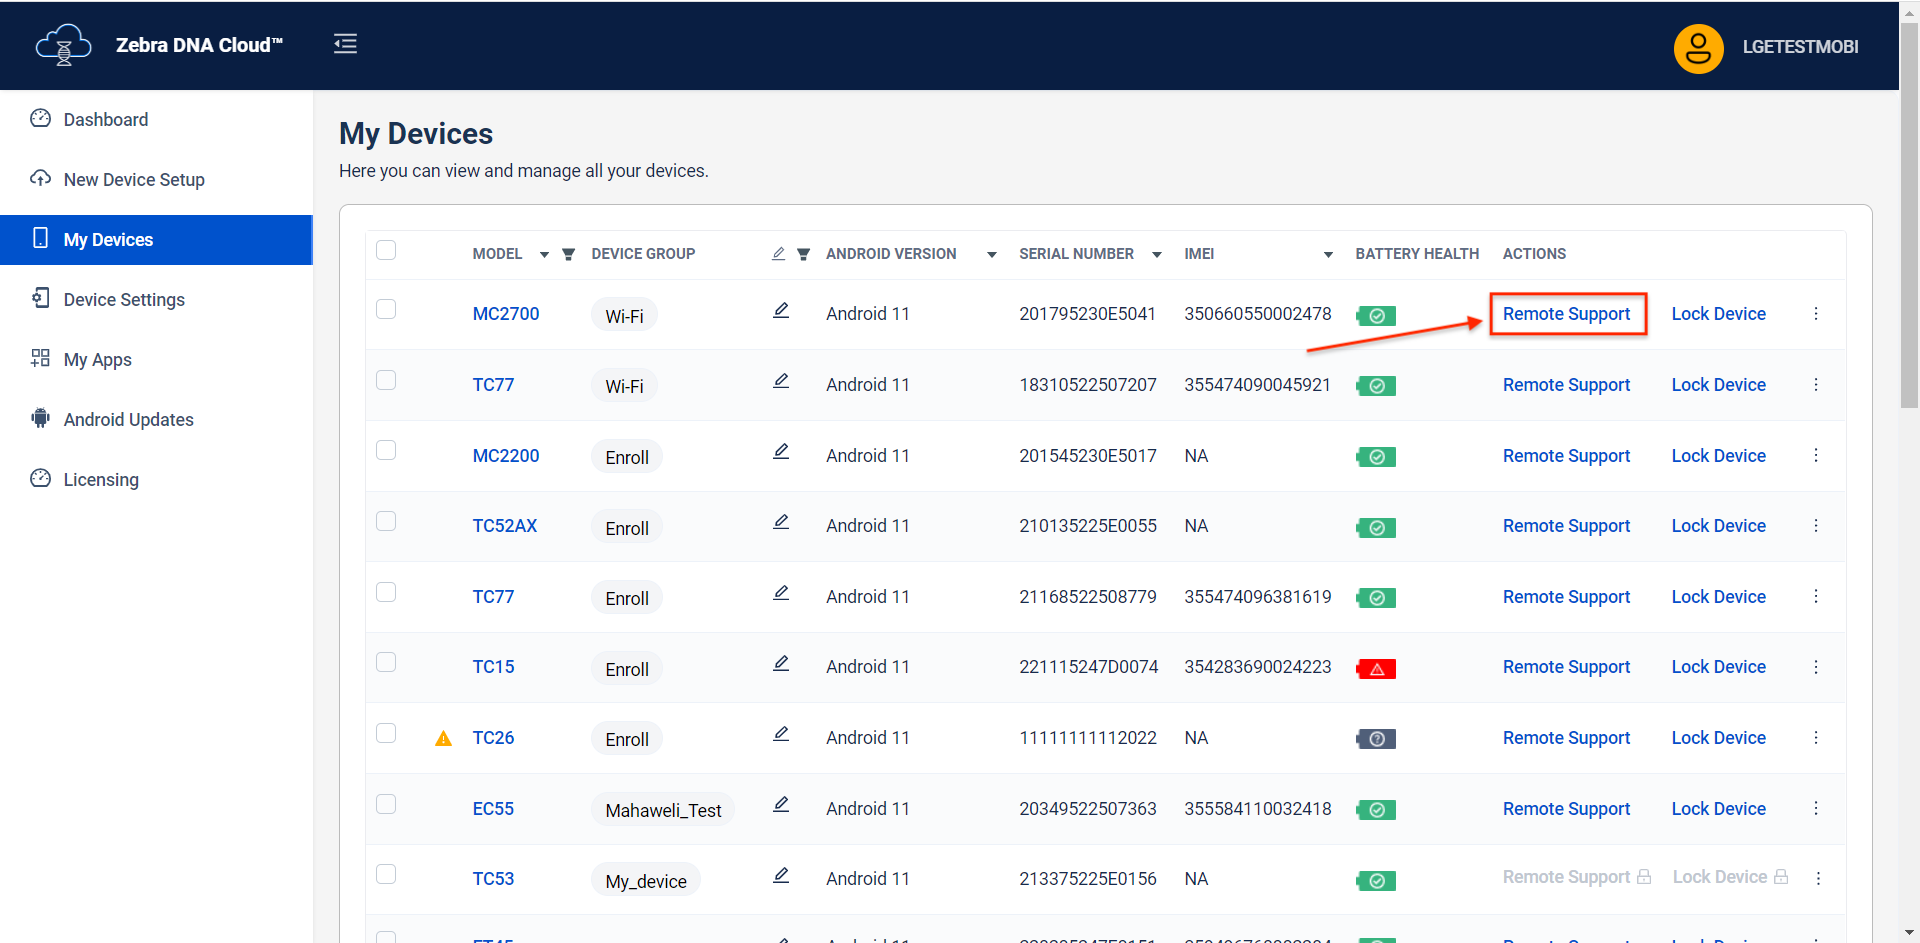 Zebra DNA Cloud™
LGETESTMOBI
Dashboard
New Device Setup
My Devices
Device Settings
My Apps
Android Updates
Licensing
My Devices
Here you can view and manage all your devices.
MODEL DEVICE GROUP ANDROID VERSION SERIAL NUMBER IMEI BATTERY HEALTH ACTIONS
MC2700 Wi-Fi Android 11 201795230E5041 350660550002478 Remote Support Lock Device
TC77 Wi-Fi Android 11 18310522507207 355474090045921 Remote Support Lock Device
MC2200 Enroll Android 11 201545230E5017 NA Remote Support Lock Device
TC52AX Enroll Android 11 210135225E0055 NA Remote Support Lock Device
TC77 Enroll Android 11 21168522508779 355474096381619 Remote Support Lock Device
TC15 Enroll Android 11 221115247D0074 354283690024223 Remote Support Lock Device
TC26 Enroll Android 11 11111111112022 NA Remote Support Lock Device
EC55 Mahaweli_Test Android 11 20349522507363 355584110032418 Remote Support Lock Device
TC53 My_device Android 11 213375225E0156 NA Remote Support Lock Device
Android 11 Remote Support Lock Device